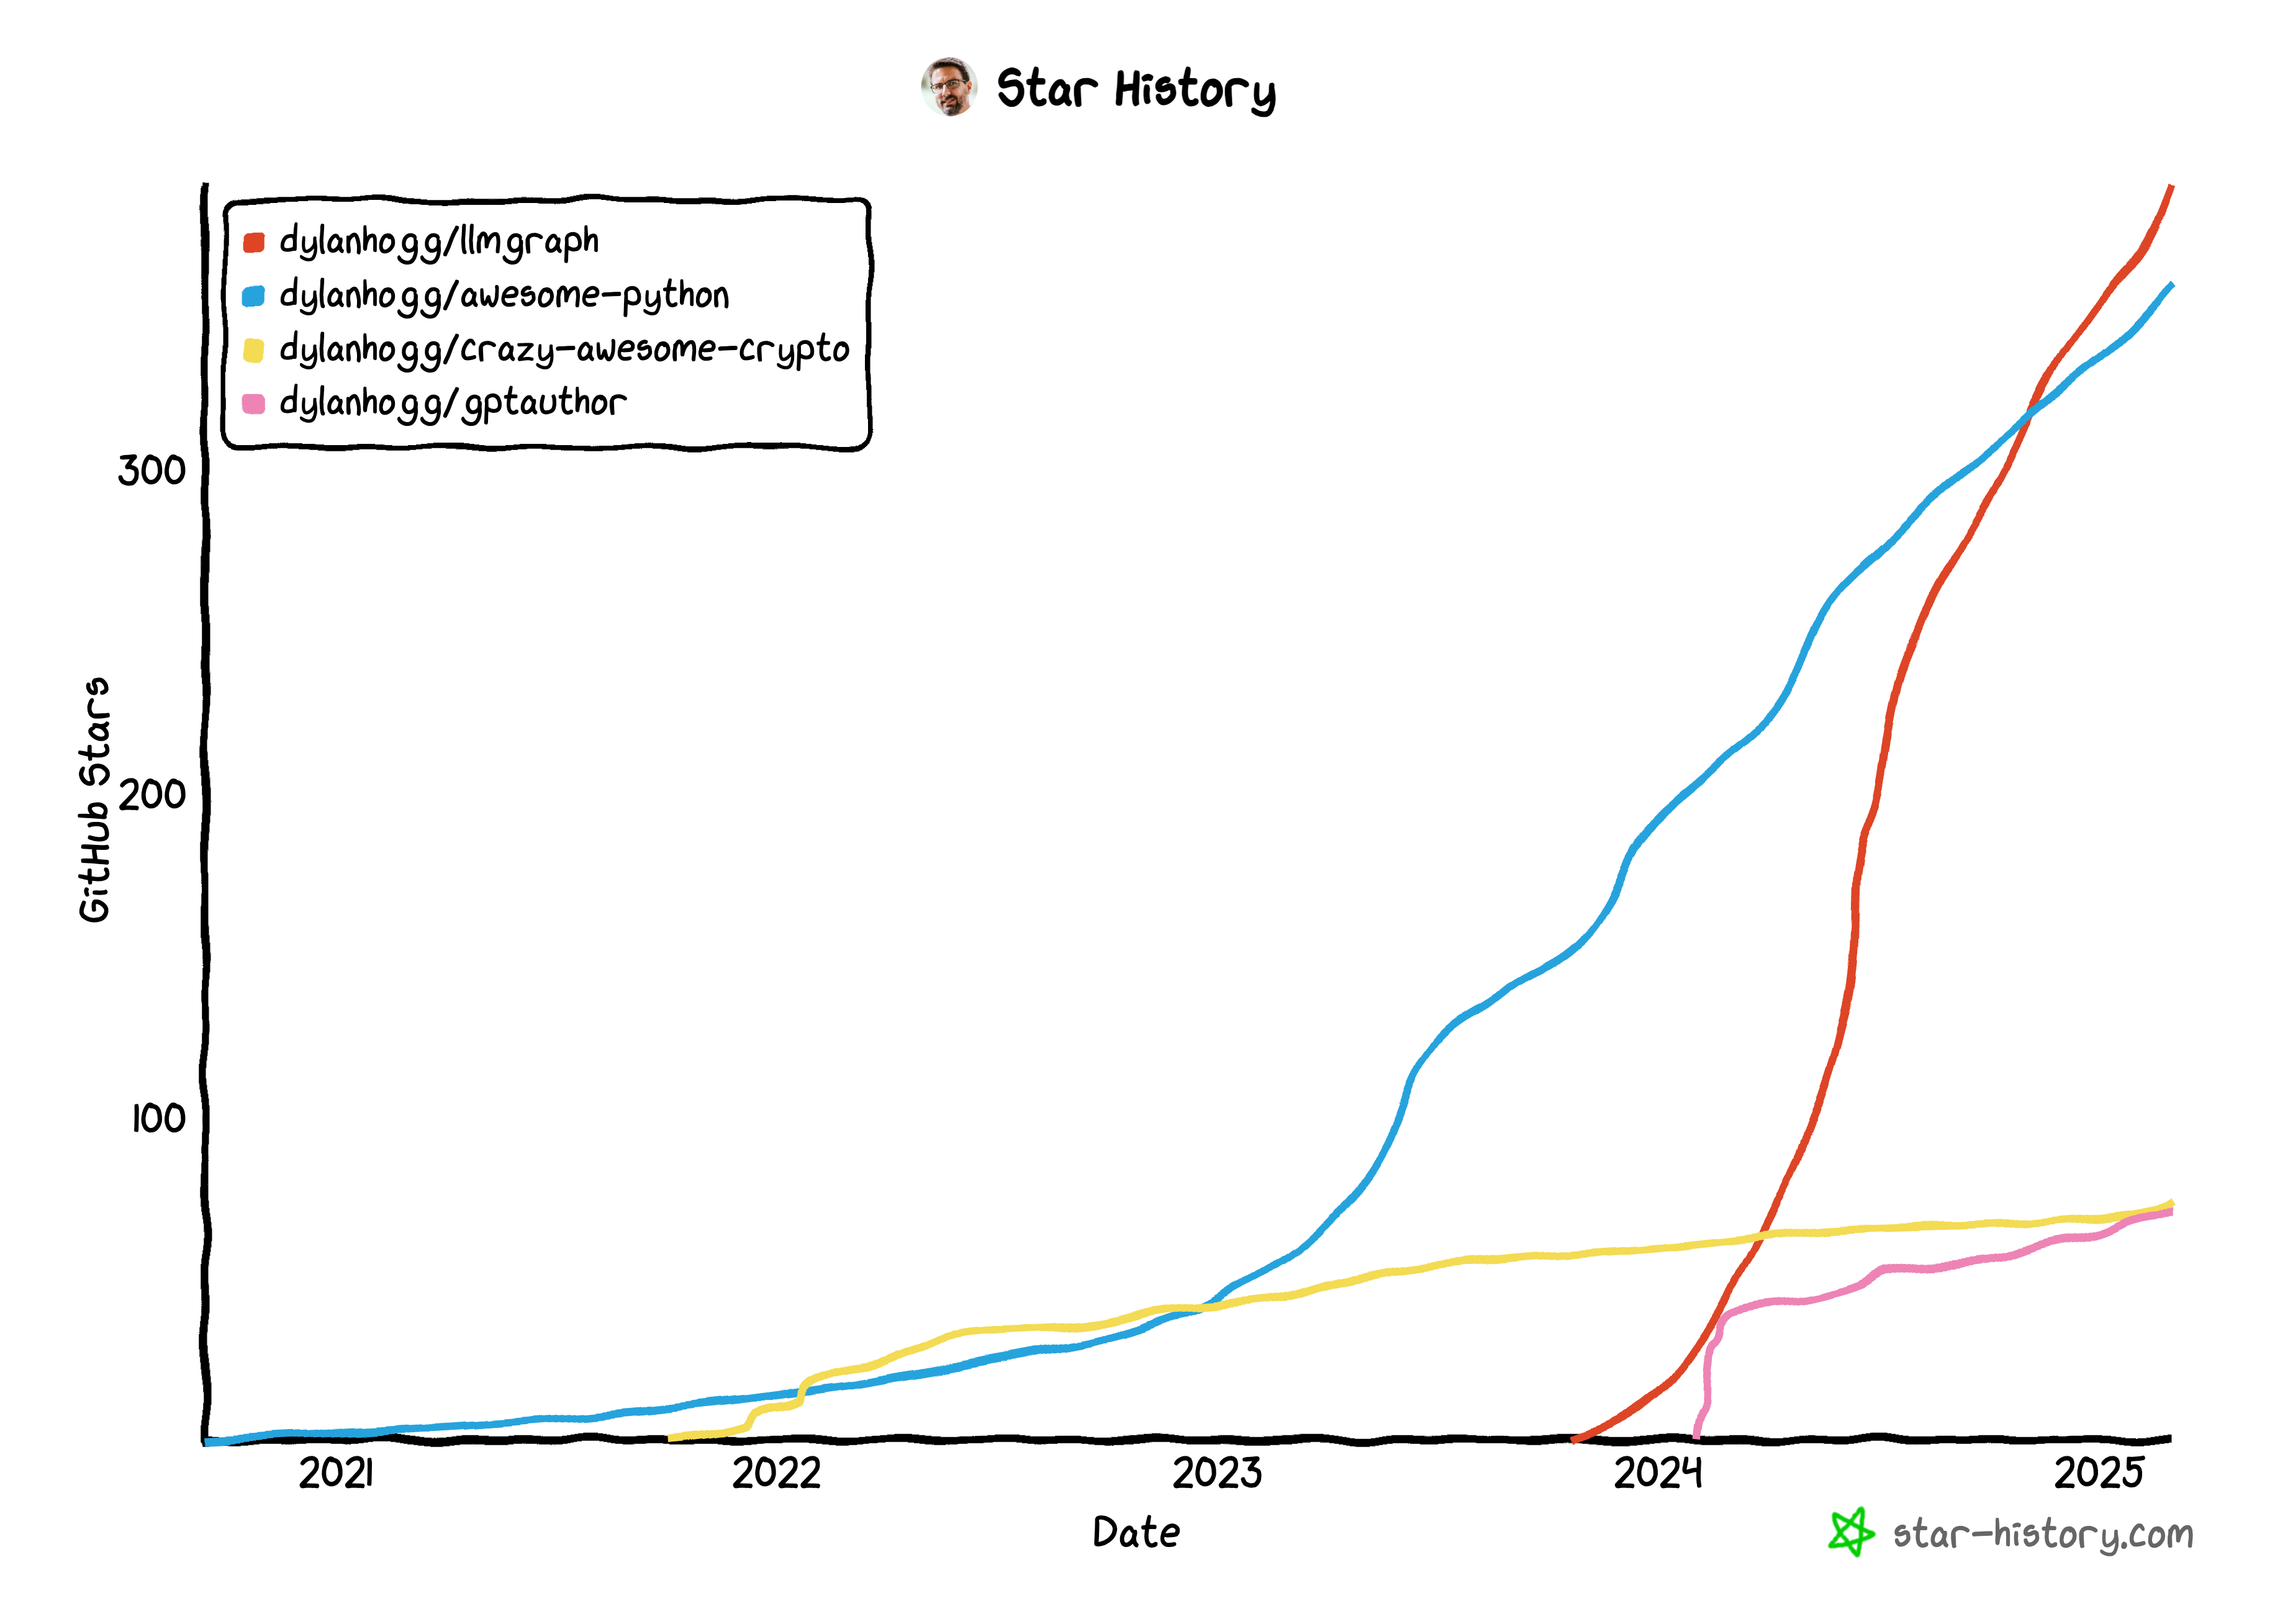 Star History
dylanhogg/llmgraph
dylanhogg/awesome-python
dylanhogg/crazy-awesome-crypto
dylanhogg/gptauthor
300
200
100
GitHub Stars
2021
2022
2023
2024
2025
Date
star-history.com